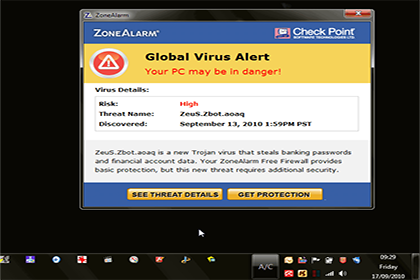 ZoneAlarm
ZONEALARM® Check Point
SOFTWARE TECHNOLOGIES LTD.
Global Virus Alert
Your PC may be in danger!
Virus Details:
Risk: High
Threat Name: ZeuS.Zbot.aoaq
Discovered: September 13, 2010 1:59PM PST
ZeuS.Zbot.aoaq is a new Trojan virus that steals banking passwords
and financial account data. Your ZoneAlarm Free Firewall provides
basic protection, but this new threat requires additional security.
SEE THREAT DETAILS GET PROTECTION
A/C
09:29
Friday
17/09/2010